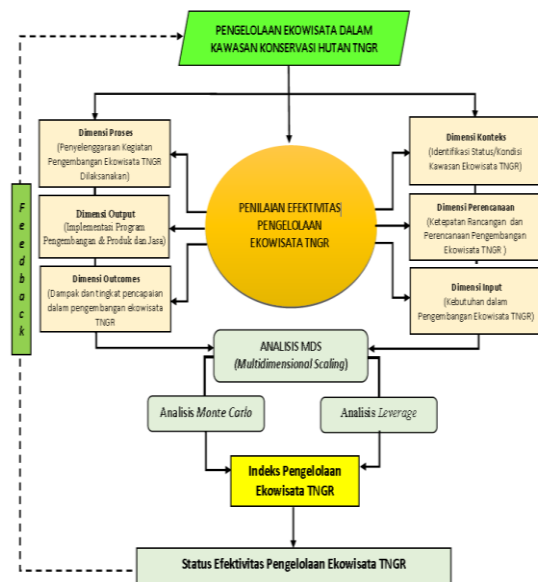 PENGELOLAAN EKOWISATA DALAM
KAWASAN KONSERVASI HUTAN TNGR
Dimensi Proses
(Penyelenggaraan Kegiatan
Pengembangan Ekowisata TNGR
Dilaksanakan)
Dimensi Output
(Implementasi Program
Pengembangan & Produk dan Jasa)
Dimensi Outcomes
(Dampak dan tingkat pencapaian
dalam pengembangan ekowisata
TNGR
PENILAIAN EFEKTIVITAS
PENGELOLAAN
EKOWISATA TNGR
Dimensi Konteks
(Identifikasi Status/Kondisi
Kawasan Ekowisata TNGR)
Dimensi Perencanaan
(Ketepatan Rancangan dan
Perencanaan Pengembangan
Ekowisata TNGR )
Dimensi Input
(Kebutuhan dalam
Pengembangan Ekowisata TNGR)
Feedback
ANALISIS MDS
(Multidimensional Scaling)
Analisis Monte Carlo
Analisis Leverage
Indeks Pengelolaan
Ekowisata TNGR
Status Efektivitas Pengelolaan Ekowisata TNGR